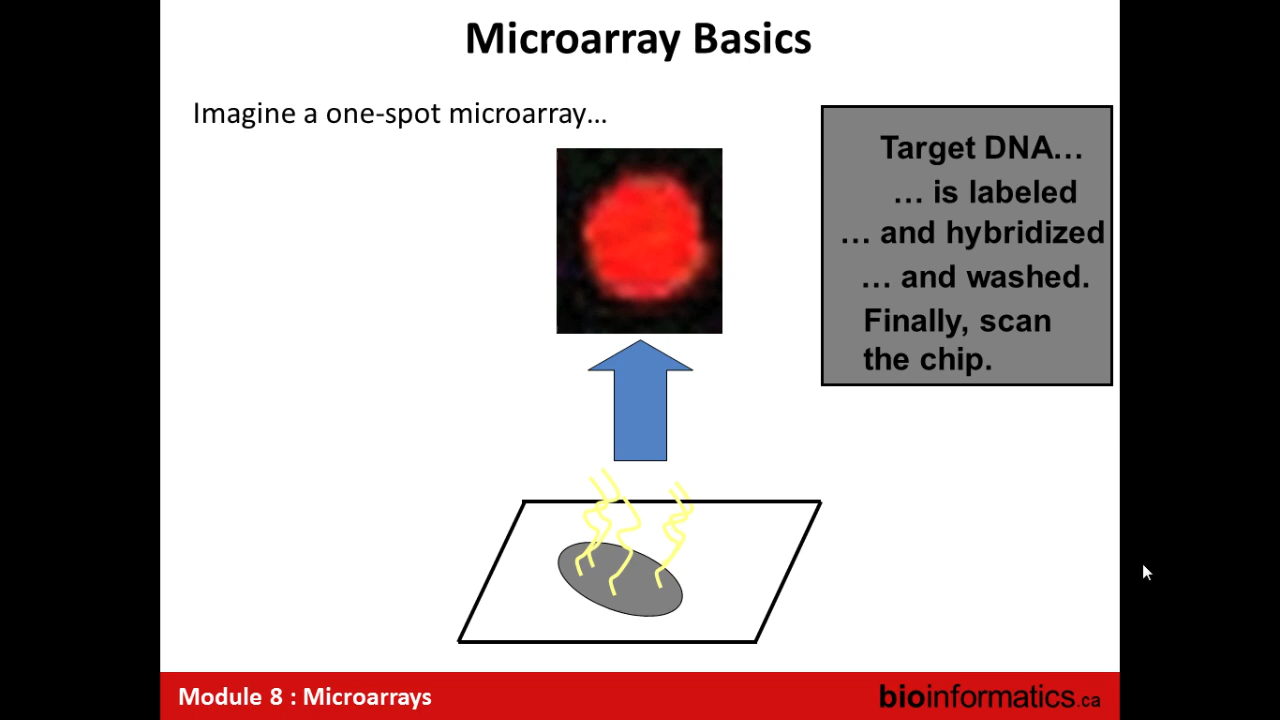 Microarray Basics
Imagine a one-spot microarray…
Target DNA…
… is labeled
… and hybridized
… and washed.
Finally, scan
the chip.
Module 8 : Microarrays
bioinformatics.ca